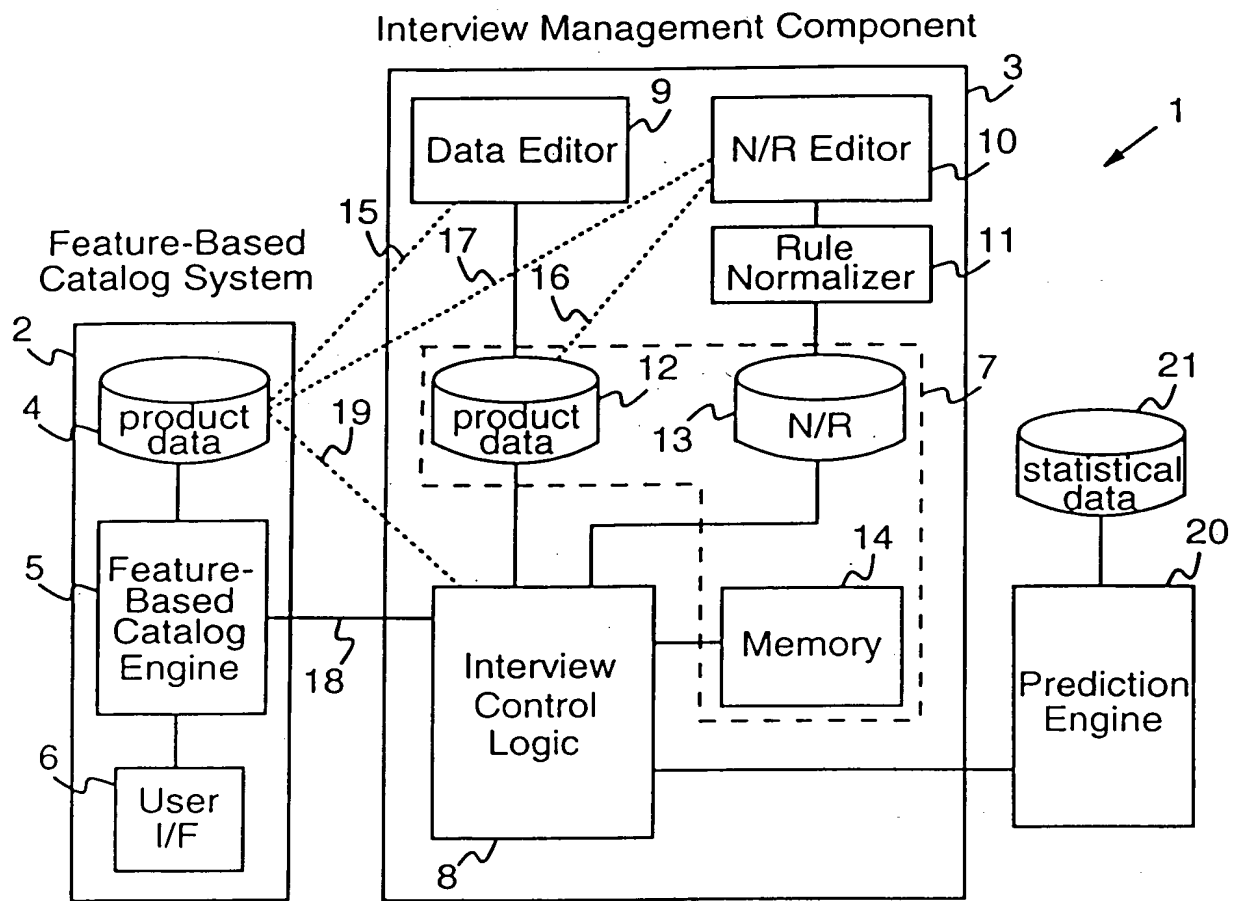 Interview Management Component
3
9
Data Editor
N/R Editor
10
1
15
17
16
Rule
Normalizer
11
Feature-Based
Catalog System
2
4
product
data
19
product
data
12
13
N/R
7
21
statistical
data
5
Feature-
Based
Catalog
Engine
18
Interview
Control
Logic
14
Memory
20
Prediction
Engine
6
User
I/F
8